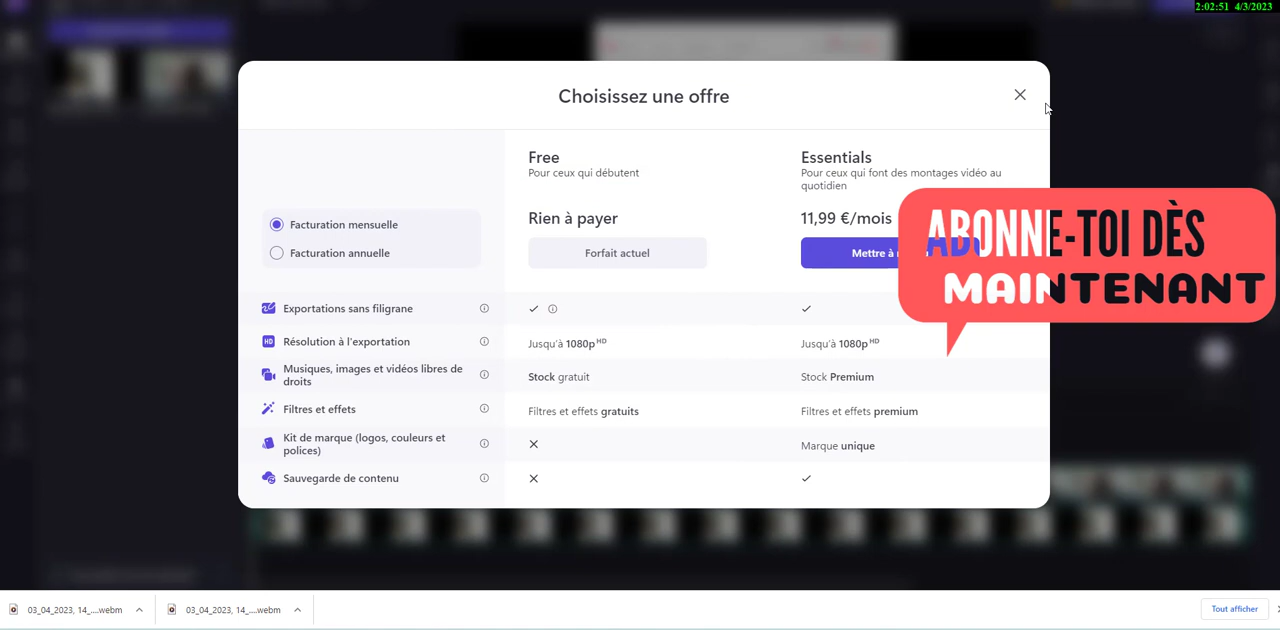 2:02:51 4/3/2023
Choisissez une offre
Free
Pour ceux qui débutent
Essentials
Pour ceux qui font des montages vidéo au
quotidien
Facturation mensuelle
Facturation annuelle
Rien à payer
11,99 €/mois
Forfait actuel
Mettre à
ABONNE-TOI DÈS
MAINTENANT
Exportations sans filigrane
Résolution à l'exportation
Jusqu'à 1080p HD
Jusqu'à 1080p HD
Musiques, images et vidéos libres de
droits
Stock gratuit
Stock Premium
Filtres et effets
Filtres et effets gratuits
Filtres et effets premium
Kit de marque (logos, couleurs et
polices)
Marque unique
Sauvegarde de contenu
03_04_2023, 14_....webm
03_04_2023, 14_....webm
Tout afficher